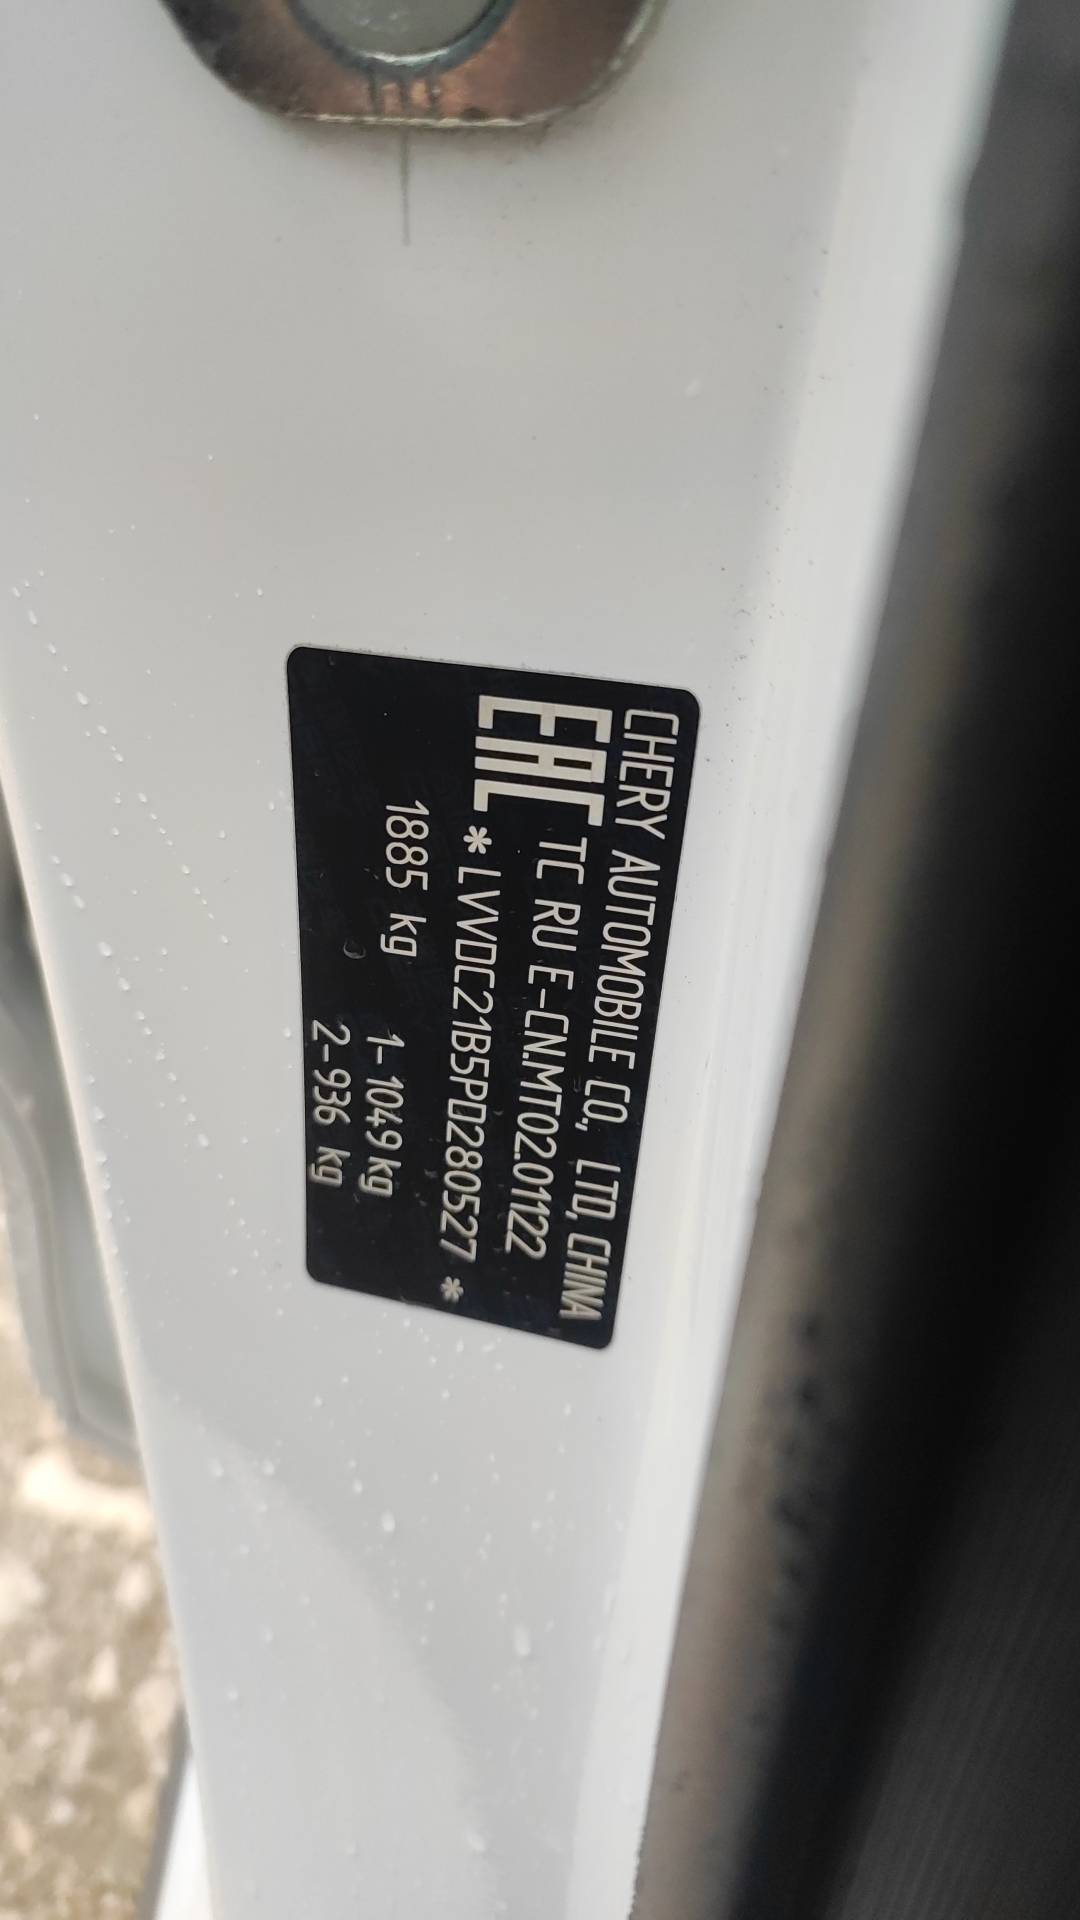 CHERY AUTOMOBILE CO., LTD, CHINA
EAC TC RU E-CN.MT02.01122
*LVVDC21B5PD280527*
1885 kg
1-1049 kg
2-936 kg